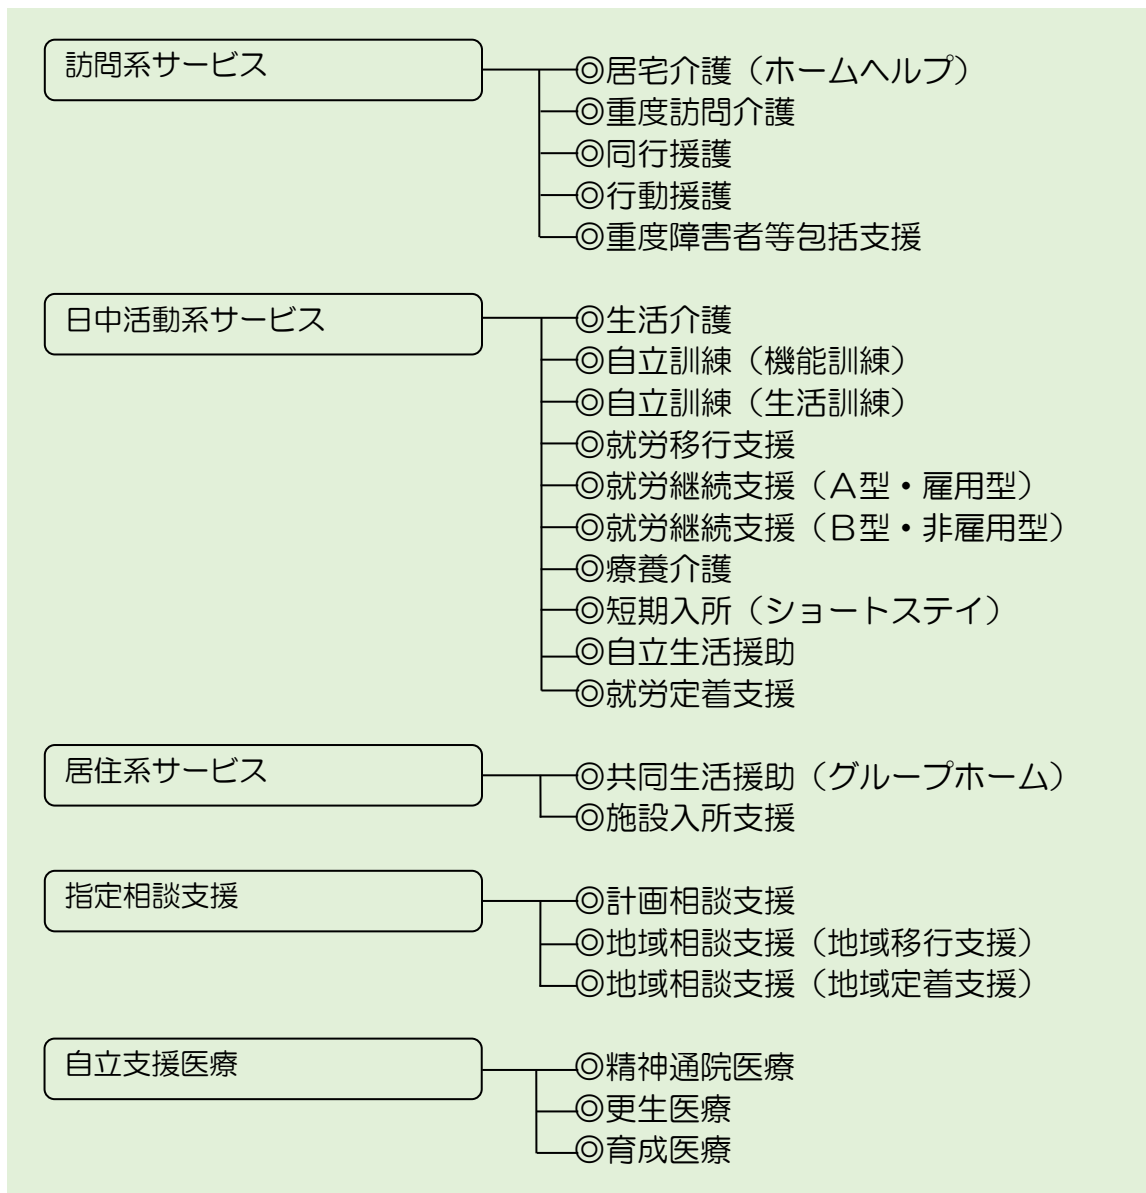 訪問系サービス
◎居宅介護（ホームヘルプ）
◎重度訪問介護
◎同行援護
◎行動援護
◎重度障害者等包括支援
日中活動系サービス
◎生活介護
◎自立訓練（機能訓練）
◎自立訓練（生活訓練）
◎就労移行支援
◎就労継続支援（Ａ型・雇用型）
◎就労継続支援（Ｂ型・非雇用型）
◎療養介護
◎短期入所（ショートステイ）
◎自立生活援助
◎就労定着支援
居住系サービス
◎共同生活援助（グループホーム）
◎施設入所支援
指定相談支援
◎計画相談支援
◎地域相談支援（地域移行支援）
◎地域相談支援（地域定着支援）
自立支援医療
◎精神通院医療
◎更生医療
◎育成医療